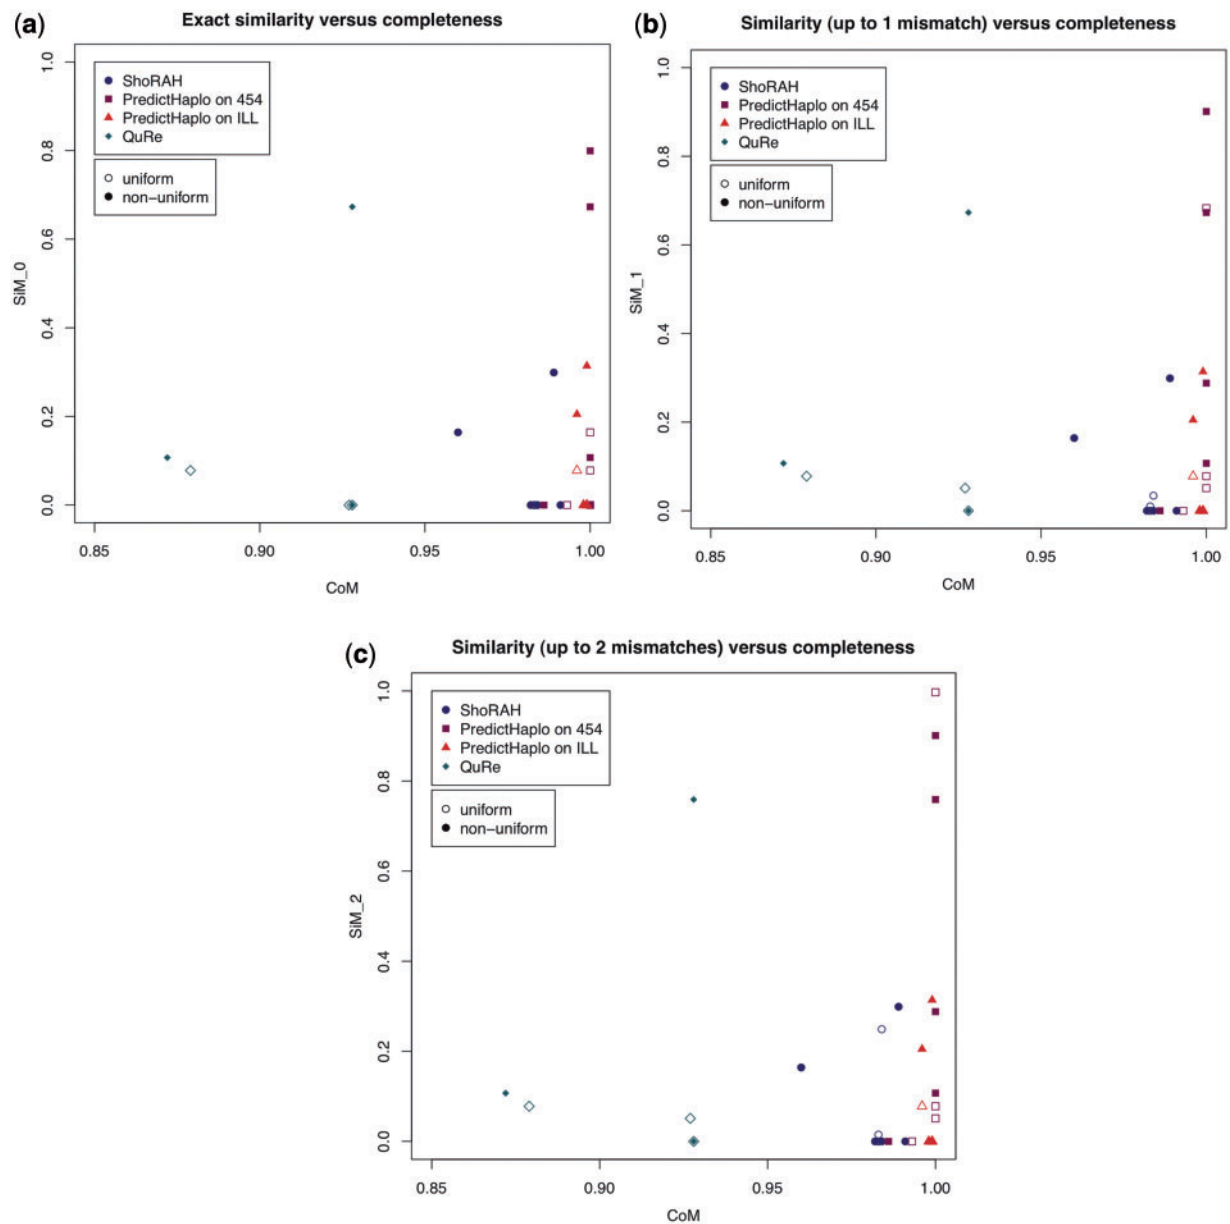 (a)
Exact similarity versus completeness
ShoRAH
PredictHaplo on 454
PredictHaplo on ILL
QuRe
uniform
non−uniform
SiM_0
1.0
0.8
0.6
0.4
0.2
0.0
0.85 0.90 0.95 1.00
CoM
(b)
Similarity (up to 1 mismatch) versus completeness
ShoRAH
PredictHaplo on 454
PredictHaplo on ILL
QuRe
uniform
non−uniform
SiM_1
1.0
0.8
0.6
0.4
0.2
0.0
0.85 0.90 0.95 1.00
CoM
(c)
Similarity (up to 2 mismatches) versus completeness
ShoRAH
PredictHaplo on 454
PredictHaplo on ILL
QuRe
uniform
non−uniform
SiM_2
1.0
0.8
0.6
0.4
0.2
0.0
0.85 0.90 0.95 1.00
CoM